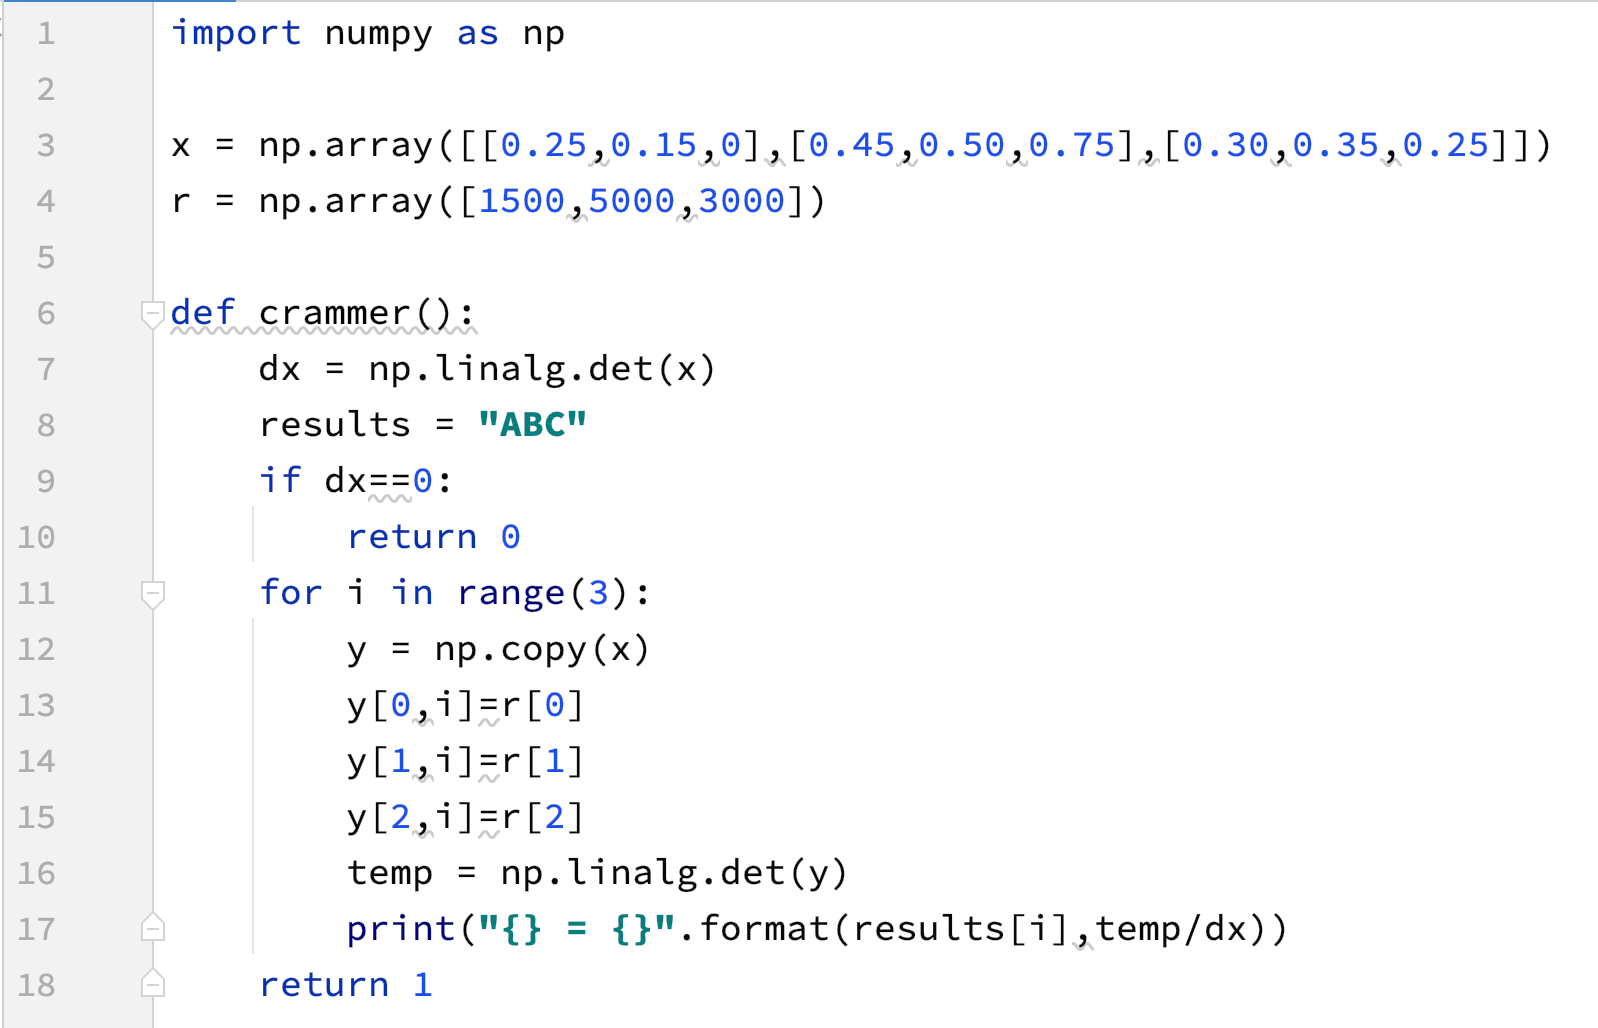 1 import numpy as np
2
3 x = np.array([[0.25,0.15,0],[0.45,0.50,0.75],[0.30,0.35,0.25]])
4 r = np.array([1500,5000,3000])
5
6 def crammer():
7     dx = np.linalg.det(x)
8     results = "ABC"
9     if dx==0:
10         return 0
11     for i in range(3):
12         y = np.copy(x)
13         y[0,i]=r[0]
14         y[1,i]=r[1]
15         y[2,i]=r[2]
16         temp = np.linalg.det(y)
17         print("{} = {}".format(results[i],temp/dx))
18     return 1